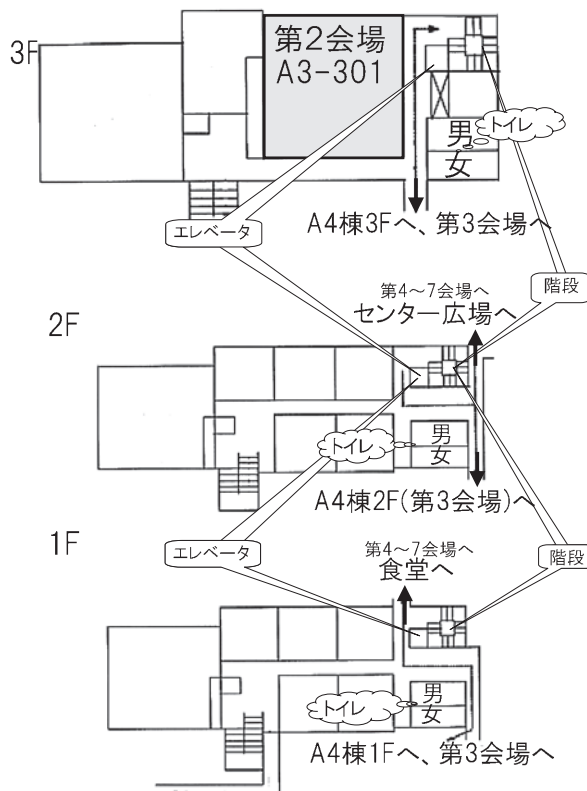 3F
第2会場
A3-301
トイレ
男
女
エレベータ
A4棟3Fへ、第3会場へ
階段
2F
第4～7会場へ
センター広場へ
トイレ
男
女
A4棟2F(第3会場)へ
1F
エレベータ
第4～7会場へ
食堂へ
階段
トイレ
男
女
A4棟1Fへ、第3会場へ